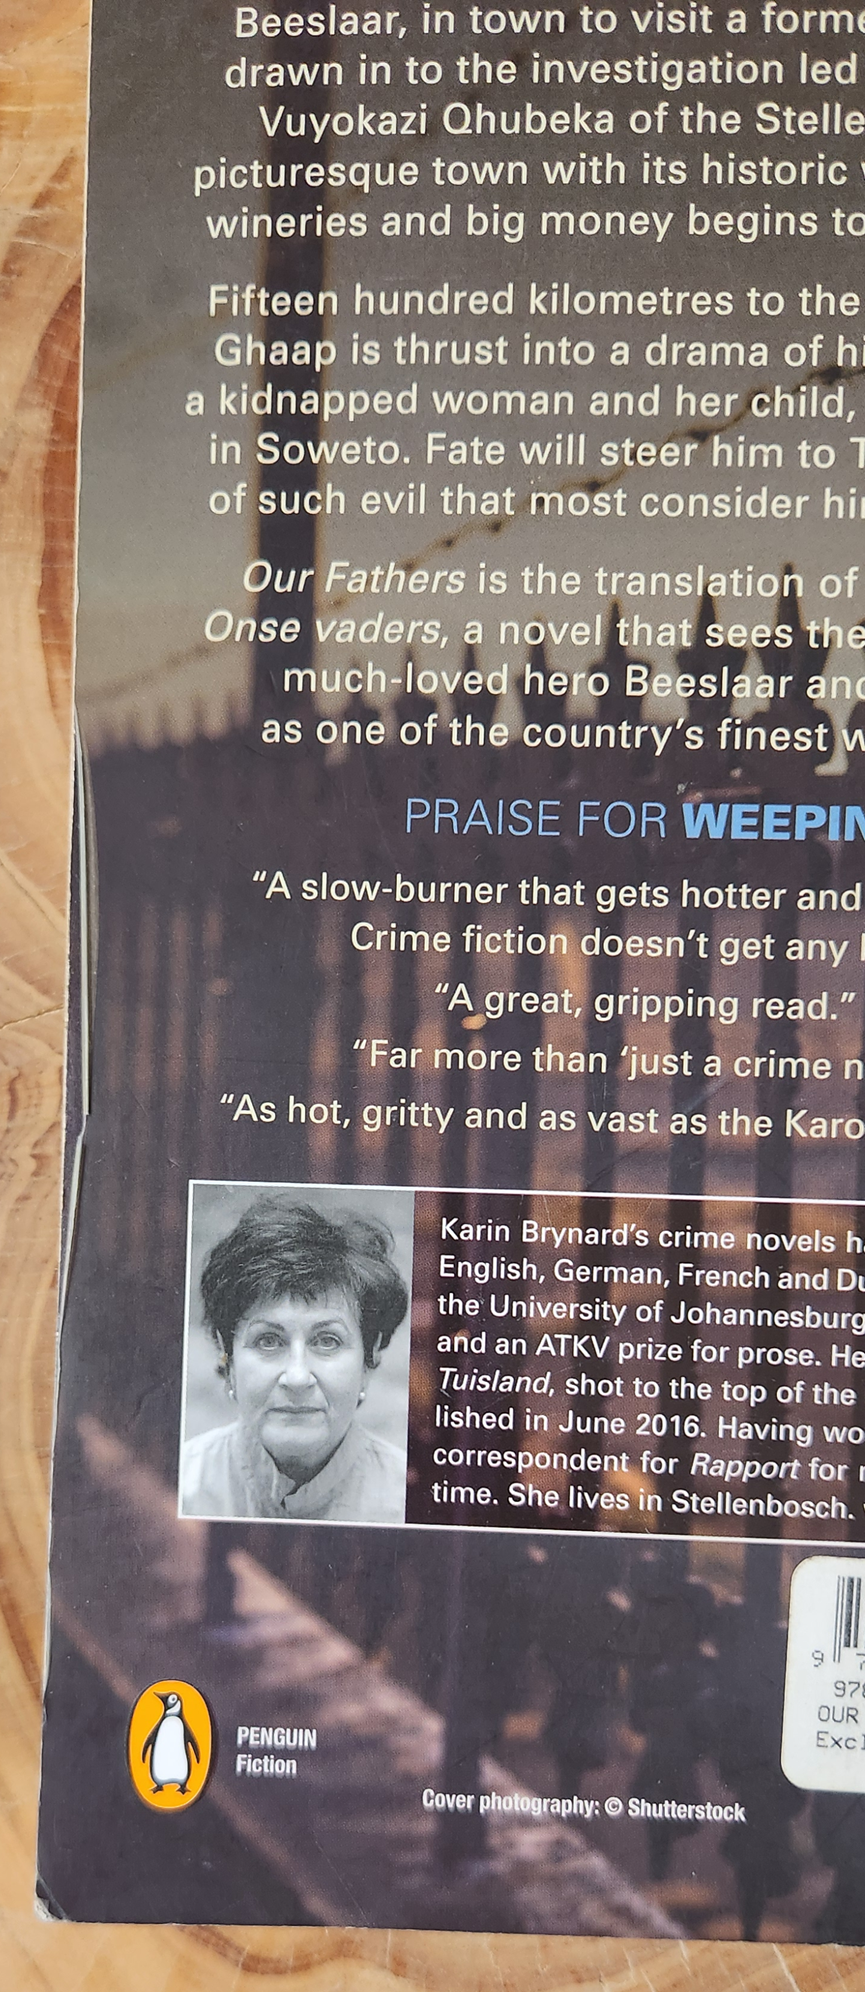 Beeslaar, in town to visit a
drawn in to the investigation led
Vuyokazi Qhubeka of the
picturesque town with its historic
wineries and big money begins to
Fifteen hundred kilometres to the
Ghaap is thrust into a drama of
a kidnapped woman and her child,
in Soweto. Fate will steer him to
of such evil that most consider
Our Fathers is the translation of
Onse vaders, a novel that sees the
much-loved hero Beeslaar and
as one of the country's finest
PRAISE FOR WEEPIN
“A slow-burner that gets hotter and
Crime fiction doesn't get any
“A great, gripping read.”
“Far more than ‘just a crime n
“As hot, gritty and as vast as the Karo
Karin Brynard's crime novels
English, German, French and Du
the University of Johannesburg
and an ATKV prize for prose. He
Tuisland, shot to the top of the
lished in June 2016. Having wo
correspondent for Rapport for
time. She lives in Stellenbosch.
9 7
978
OUR
Excl
PENGUIN
Fiction
Cover photography: © Shutterstock